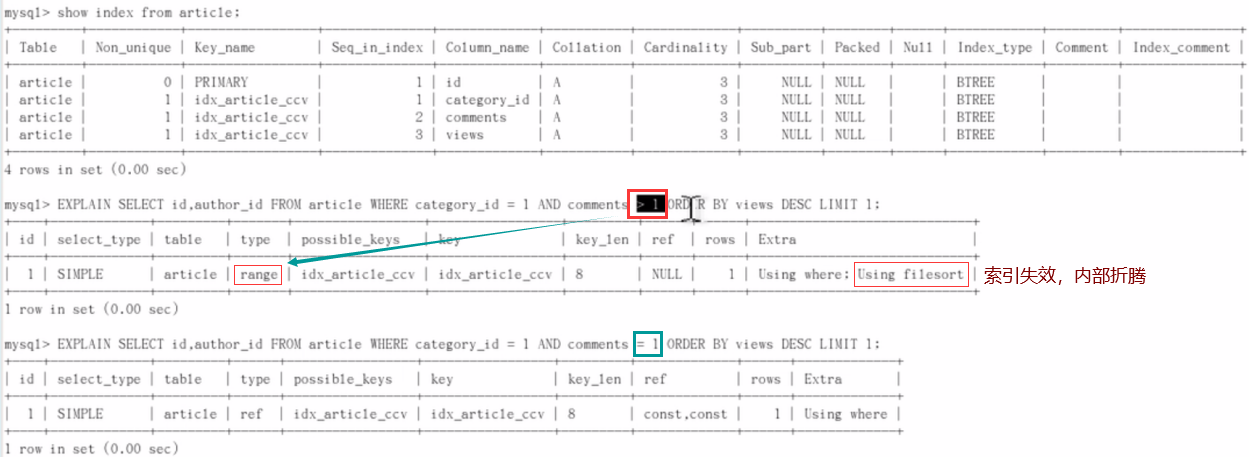 mysql> show index from article;
| Table | Non_unique | Key_name | Seq_in_index | Column_name | Collation | Cardinality | Sub_part | Packed | Null | Index_type | Comment | Index_comment |
| article | 0 | PRIMARY | 1 | id | A | 3 | NULL | NULL | | BTREE | | |
| article | 1 | idx_article_ccv | 1 | category_id | A | 3 | NULL | NULL | | BTREE | | |
| article | 1 | idx_article_ccv | 2 | comments | A | 3 | NULL | NULL | | BTREE | | |
| article | 1 | idx_article_ccv | 3 | views | A | 3 | NULL | NULL | | BTREE | | |
4 rows in set (0.00 sec)
mysql> EXPLAIN SELECT id,author_id FROM article WHERE category_id = 1 AND comments > 1 ORDER BY views DESC LIMIT 1;
| id | select_type | table | type | possible_keys | key | key_len | ref | rows | Extra |
| 1 | SIMPLE | article | range | idx_article_ccv | idx_article_ccv | 8 | NULL | 1 | Using where; Using filesort | 索引失效，内部折腾
1 row in set (0.00 sec)
mysql> EXPLAIN SELECT id,author_id FROM article WHERE category_id = 1 AND comments = 1 ORDER BY views DESC LIMIT 1;
| id | select_type | table | type | possible_keys | key | key_len | ref | rows | Extra |
| 1 | SIMPLE | article | ref | idx_article_ccv | idx_article_ccv | 8 | const,const | 1 | Using where |
1 row in set (0.00 sec)